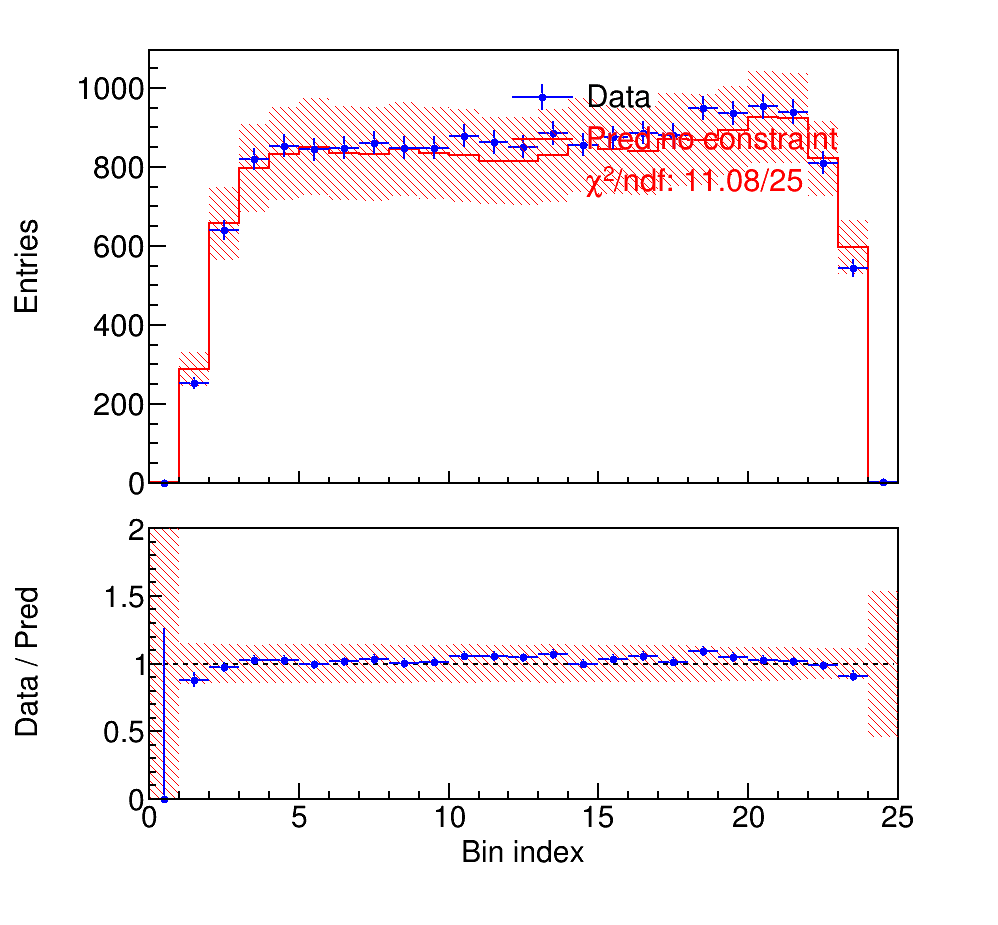 1000
800
600
400
200
0
Entries
Data
Pred no constraint
χ²/ndf: 11.08/25
2
1.5
1
0.5
0
Data / Pred
0 5 10 15 20 25
Bin index